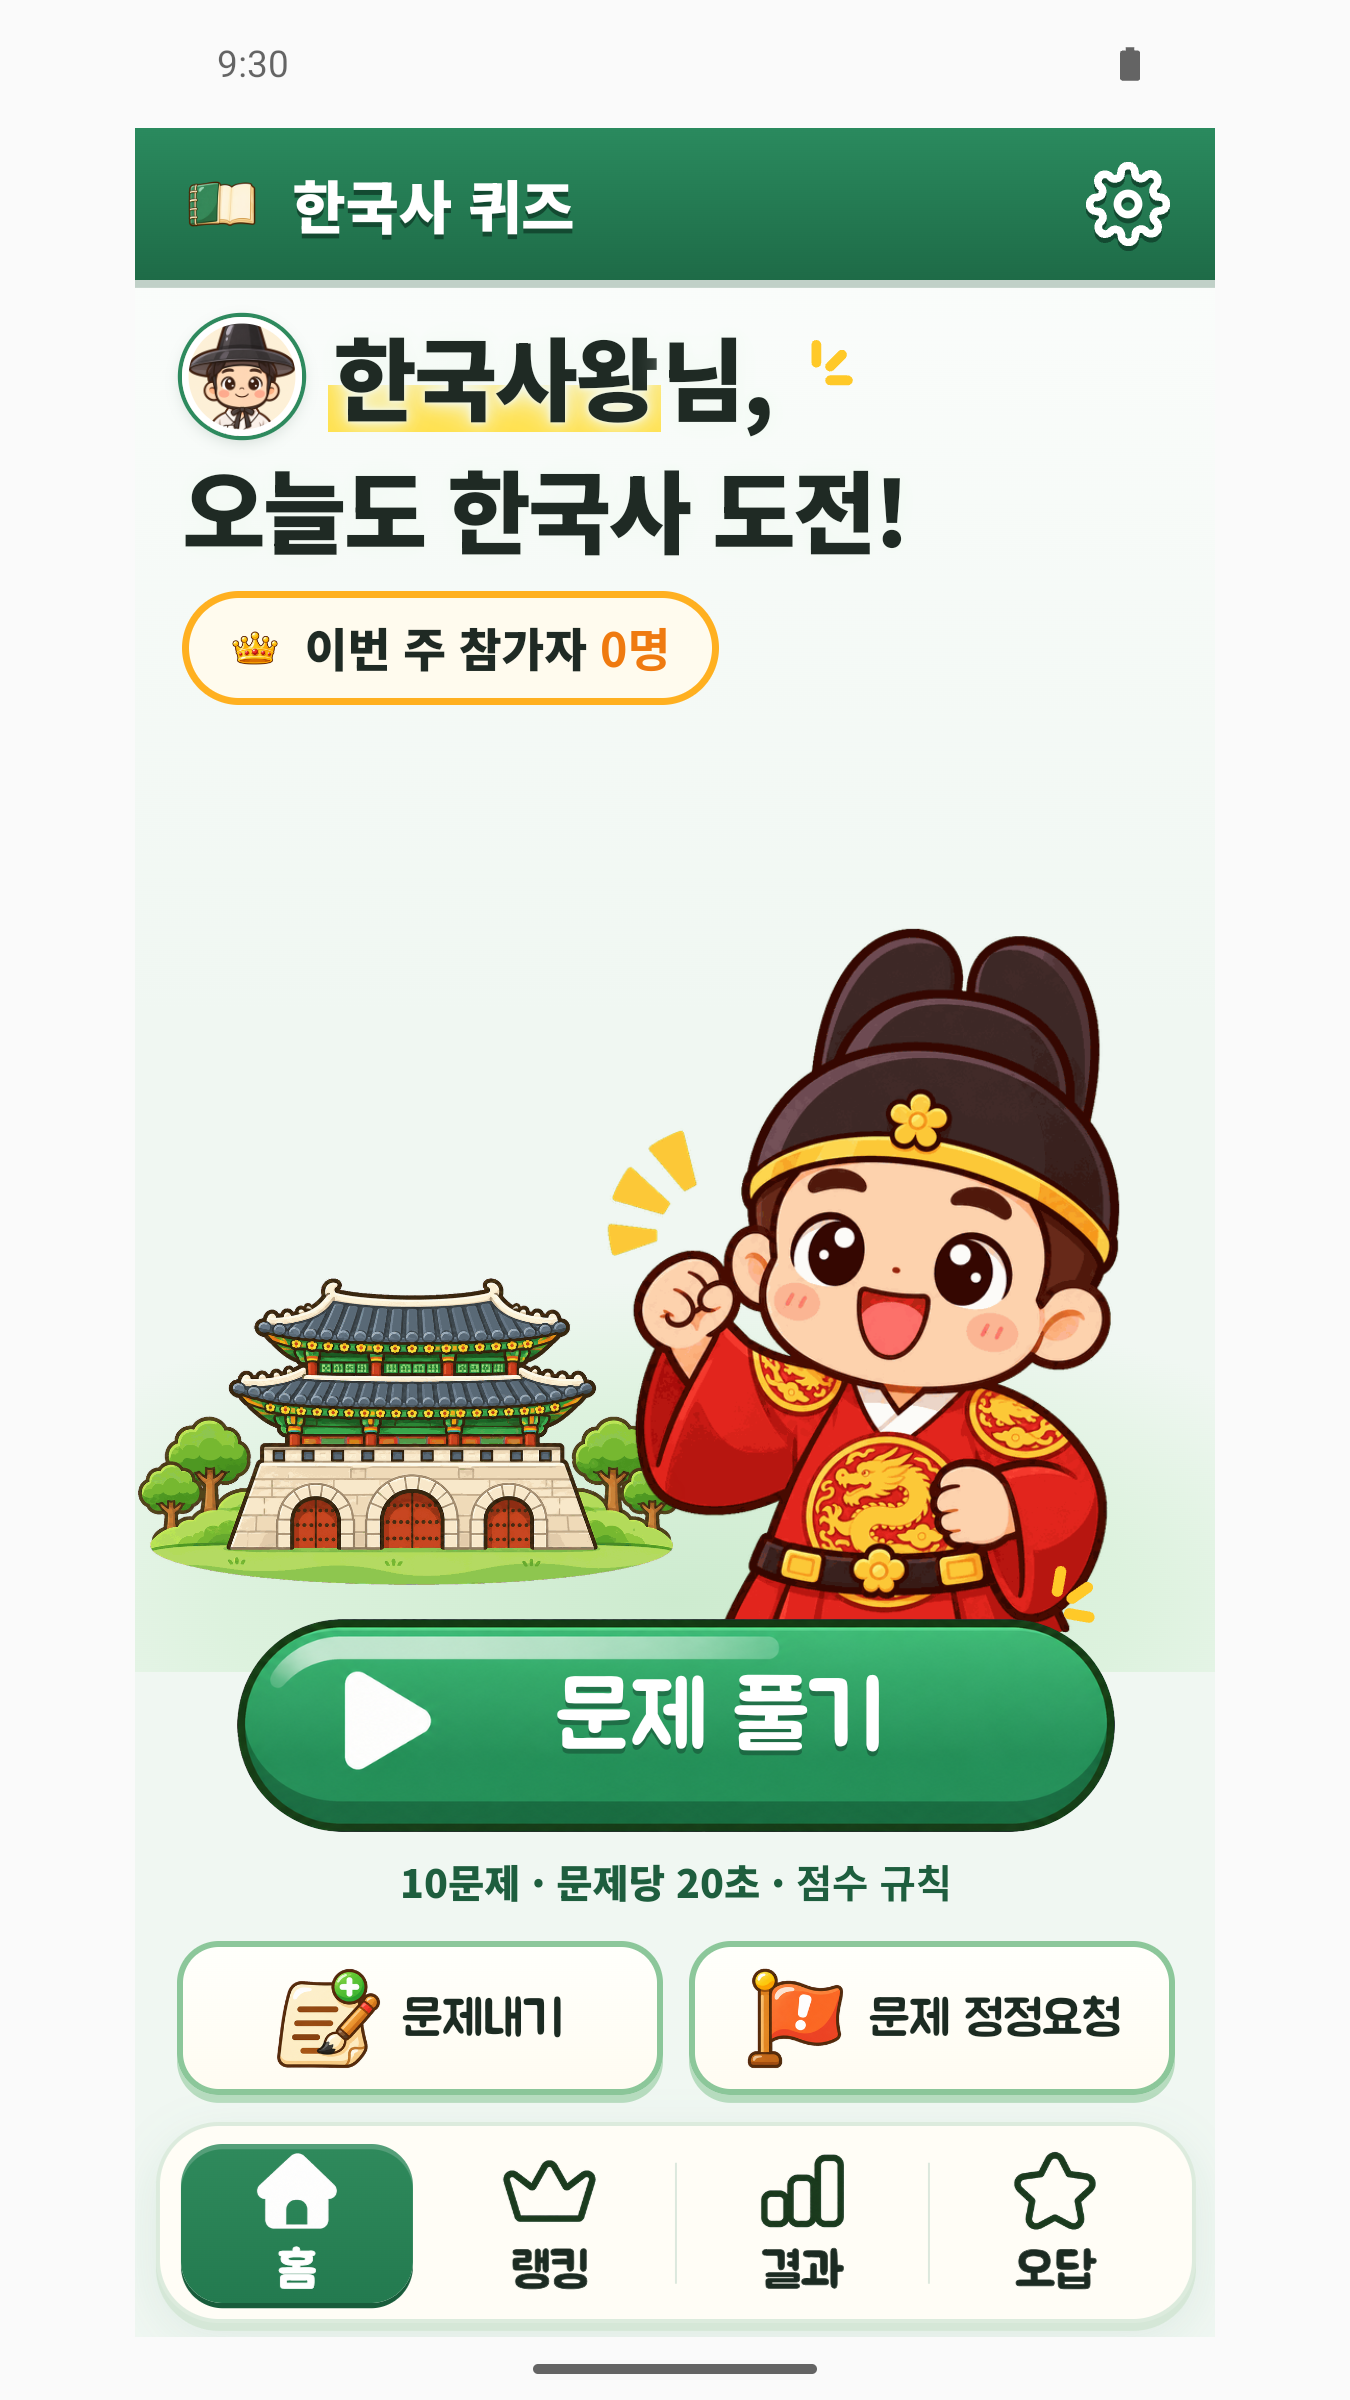 9:30
한국사 퀴즈
한국사왕님,
오늘도 한국사 도전!
이번 주 참가자 0명
문제 풀기
10문제 · 문제당 20초 · 점수 규칙
문제내기
문제 정정요청
홈
랭킹
결과
오답